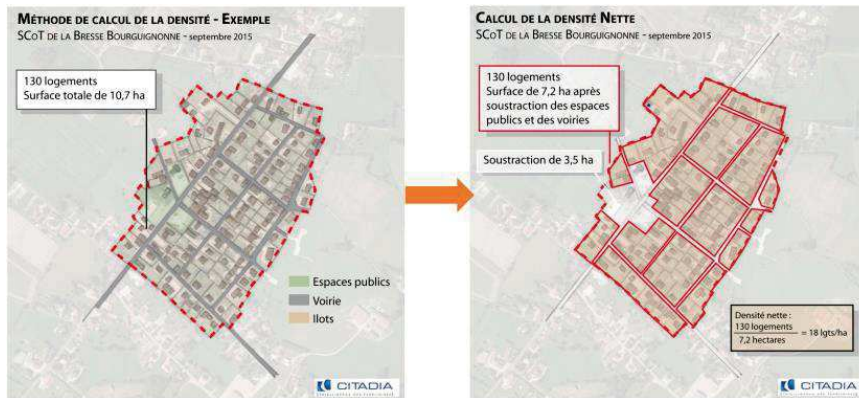 MÉTHODE DE CALCUL DE LA DENSITÉ - EXEMPLE
SCOT DE LA BRESSE BOURGUIGNONNE - septembre 2015
130 logements
Surface totale de 10,7 ha
Espaces publics
Voirie
Ilots
CITADIA
CALCUL DE LA DENSITÉ NETTE
SCOT DE LA BRESSE BOURGUIGNONNE - septembre 2015
130 logements
Surface de 7,2 ha après
soustraction des espaces
publics et des voiries
Soustraction de 3,5 ha
Densité nette :
130 logements
7,2 hectares
= 18 lgts/ha
CITADIA